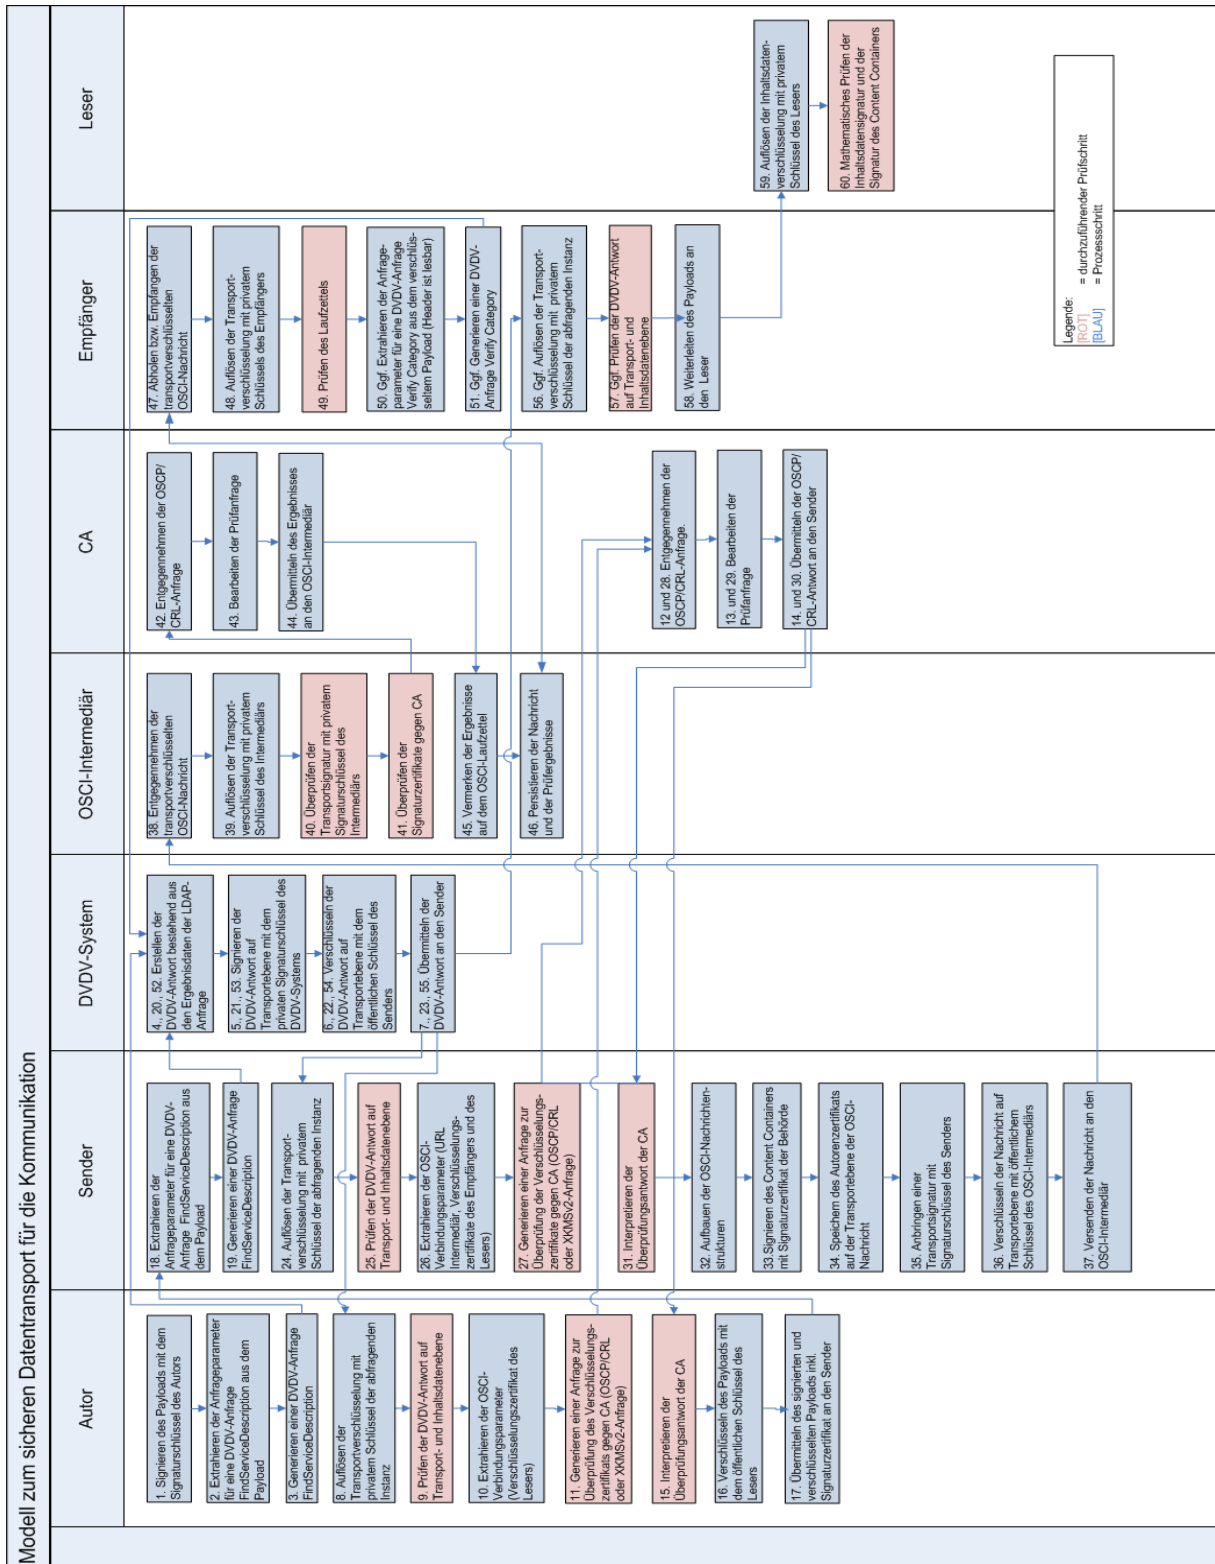 Modell zum sicheren Datentransport für die Kommunikation
Autor
1. Signieren des Payloads mit dem
Signaturschlüssel des Autors
2. Extrahieren der Anfrageparameter
für eine DVDV-Anfrage
FindServiceDescription aus dem
Payload
3. Generieren einer DVDV-Anfrage
FindServiceDescription
8. Auflösen der
Transportverschlüsselung mit
privatem Schlüssel der abfragenden
Instanz
9. Prüfen der DVDV-Antwort auf
Transport- und Inhaltsdatenebene
10. Extrahieren der OSCI-
Verbindungsparameter
(Verschlüsselungszertifikat des
Lesers)
11. Generieren einer Anfrage zur
Überprüfung des Verschlüsselungs-
zertifikats gegen CA (OSCP/CRL
oder XKMSv2-Anfrage)
15. Interpretieren der
Überprüfungsantwort der CA
16. Verschlüsseln des Payloads mit
dem öffentlichen Schlüssel des
Lesers
17. Übermitteln des signierten und
verschlüsselten Payloads inkl.
Signaturzertifikat an den Sender
Sender
18. Extrahieren der
Anfrageparameter für eine DVDV-
Anfrage FindServiceDescription aus
dem Payload
19. Generieren einer DVDV-Anfrage
FindServiceDescription
24. Auflösen der Transport-
verschlüsselung mit privatem
Schlüssel der abfragenden Instanz
25. Prüfen der DVDV-Antwort auf
Transport- und Inhaltsdatenebene
26. Extrahieren der OSCI-
Verbindungsparameter (URL
Intermediär, Verschlüsselungs-
zertifikate des Empfängers und des
Lesers)
27. Generieren einer Anfrage zur
Überprüfung der Verschlüsselungs-
zertifikate gegen CA (OSCP/CRL
oder XKMSv2-Anfrage)
31. Interpretieren der
Überprüfungsantwort der CA
32. Aufbauen der OSCI-Nachrichten-
strukturen
33.Signieren des Content Containers
mit Signaturzertifikat der Behörde
34. Speichern des Autorenzertifikats
auf der Transportebene der OSCI-
Nachricht
35. Anbringen einer
Transportsignatur mit
Signaturschlüssel des Senders
36. Verschlüsseln der Nachricht auf
Transportebene mit öffentlichem
Schlüssel des OSCI-Intermediärs
37. Versenden der Nachricht an den
OSCI-Intermediär
DVDV-System
4., 20., 52. Erstellen der
DVDV-Antwort bestehend aus
den Ergebnisdaten der LDAP-
Anfrage
5., 21., 53. Signieren der
DVDV-Antwort auf
Transportebene mit dem
privaten Signaturschlüssel des
DVDV-Systems
6., 22., 54. Verschlüsseln der
DVDV-Antwort auf
Transportebene mit dem
öffentlichen Schlüssel des
Senders
7., 23., 55. Übermitteln der
DVDV-Antwort an den Sender
OSCI-Intermediär
38. Entgegennehmen der
transportverschlüsselten
OSCI-Nachricht
39. Auflösen der Transport-
verschlüsselung mit privatem
Schlüssel des Intermediärs
40. Überprüfen der
Transportsignatur mit privatem
Signaturschlüssel des
Intermediärs
41. Überprüfen der
Signaturzertifikate gegen CA
45. Vermerken der Ergebnisse
auf dem OSCI-Laufzettel
46. Persistieren der Nachricht
und der Prüfergebnisse
CA
42. Entgegennehmen der OSCP/
CRL-Anfrage
43. Bearbeiten der Prüfanfrage
44. Übermitteln des Ergebnisses
an den OSCI-Intermediär
12 und 28. Entgegennehmen der
OSCP/CRL-Anfrage.
13. und 29. Bearbeiten der
Prüfanfrage
14. und 30. Übermitteln der OSCP/
CRL-Antwort an den Sender
Empfänger
47. Abholen bzw. Empfangen der
transportverschlüsselten
OSCI-Nachricht
48. Auflösen der Transport-
verschlüsselung mit privatem
Schlüssels des Empfängers
49. Prüfen des Laufzettels
50. Ggf. Extrahieren der Anfrage-
parameter für eine DVDV-Anfrage
Verify Category aus dem verschlüs-
seltem Payload (Header ist lesbar)
51. Ggf. Generieren einer DVDV-
Anfrage Verify Category
56. Ggf. Auflösen der Transport-
verschlüsselung mit privatem
Schlüssel der abfragenden Instanz
57. Ggf. Prüfen der DVDV-Antwort
auf Transport- und
Inhaltsdatenebene
58. Weiterleiten des Payloads an
den Leser
Leser
59. Auflösen der Inhaltsdaten-
verschlüsselung mit privatem
Schlüssel des Lesers
60. Mathematisches Prüfen der
Inhaltsdatensignatur und der
Signatur des Content Containers
Legende:
[ROT] = durchzuführender Prüfschritt
[BLAU] = Prozessschritt